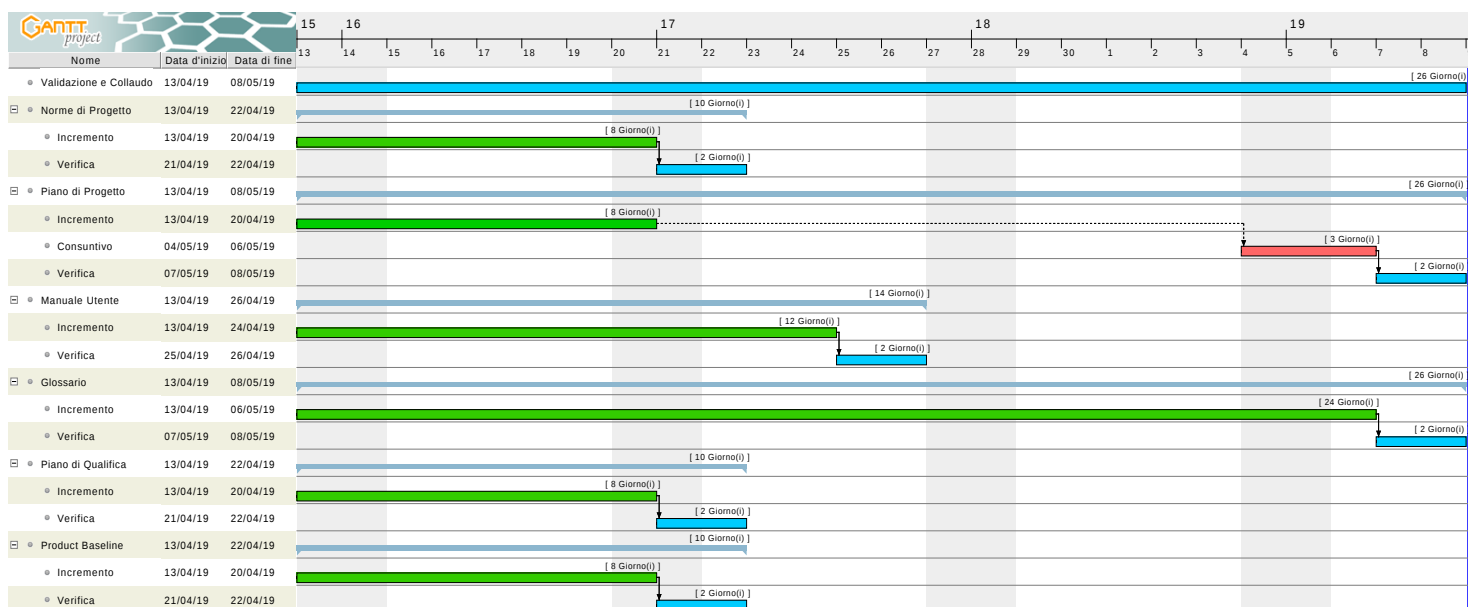 GANTT project
15 16 17 18 19
13 14 15 16 17 18 19 20 21 22 23 24 25 26 27 28 29 30 1 2 3 4 5 6 7 8
Nome Data d'inizio Data di fine
Validazione e Collaudo 13/04/19 08/05/19 [ 26 Giorno(i)
Norme di Progetto 13/04/19 22/04/19 [ 10 Giorno(i) ]
Incremento 13/04/19 20/04/19 [ 8 Giorno(i) ]
Verifica 21/04/19 22/04/19 [ 2 Giorno(i) ]
Piano di Progetto 13/04/19 08/05/19 [ 26 Giorno(i)
Incremento 13/04/19 20/04/19 [ 8 Giorno(i) ]
Consuntivo 04/05/19 06/05/19 [ 3 Giorno(i) ]
Verifica 07/05/19 08/05/19 [ 2 Giorno(i)
Manuale Utente 13/04/19 26/04/19 [ 14 Giorno(i) ]
Incremento 13/04/19 24/04/19 [ 12 Giorno(i) ]
Verifica 25/04/19 26/04/19 [ 2 Giorno(i) ]
Glossario 13/04/19 08/05/19 [ 26 Giorno(i)
Incremento 13/04/19 06/05/19 [ 24 Giorno(i) ]
Verifica 07/05/19 08/05/19 [ 2 Giorno(i)
Piano di Qualifica 13/04/19 22/04/19 [ 10 Giorno(i) ]
Incremento 13/04/19 20/04/19 [ 8 Giorno(i) ]
Verifica 21/04/19 22/04/19 [ 2 Giorno(i) ]
Product Baseline 13/04/19 22/04/19 [ 10 Giorno(i) ]
Incremento 13/04/19 20/04/19 [ 8 Giorno(i) ]
Verifica 21/04/19 22/04/19 [ 2 Giorno(i) ]